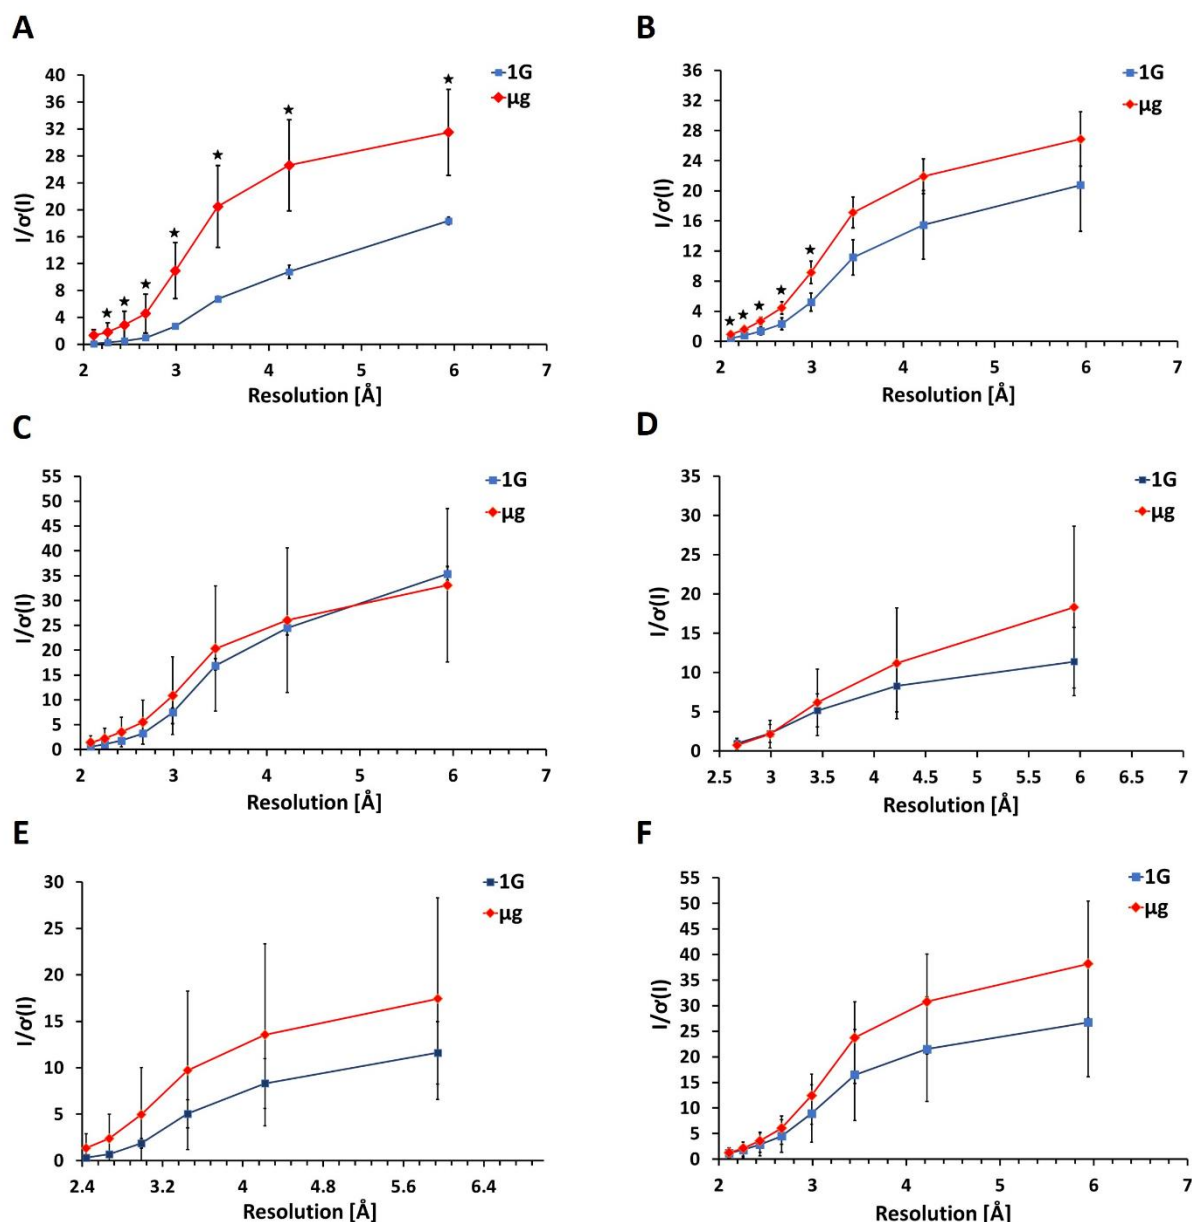 A
40
36
32
28
24
20
16
12
8
4
0
I/σ(I)
2 3 4 5 6 7
Resolution [Å]
1G
µg
B
36
32
28
24
20
16
12
8
4
0
I/σ(I)
2 3 4 5 6 7
Resolution [Å]
1G
µg
C
55
50
45
40
35
30
25
20
15
10
5
0
I/σ(I)
2 3 4 5 6 7
Resolution [Å]
1G
µg
D
35
30
25
20
15
10
5
0
I/σ(I)
2.5 3 3.5 4 4.5 5 5.5 6 6.5 7
Resolution [Å]
1G
µg
E
30
25
20
15
10
5
0
I/σ(I)
2.4 3.2 4 4.8 5.6 6.4
Resolution [Å]
1G
µg
F
55
50
45
40
35
30
25
20
15
10
5
0
I/σ(I)
2 3 4 5 6 7
Resolution [Å]
1G
µg